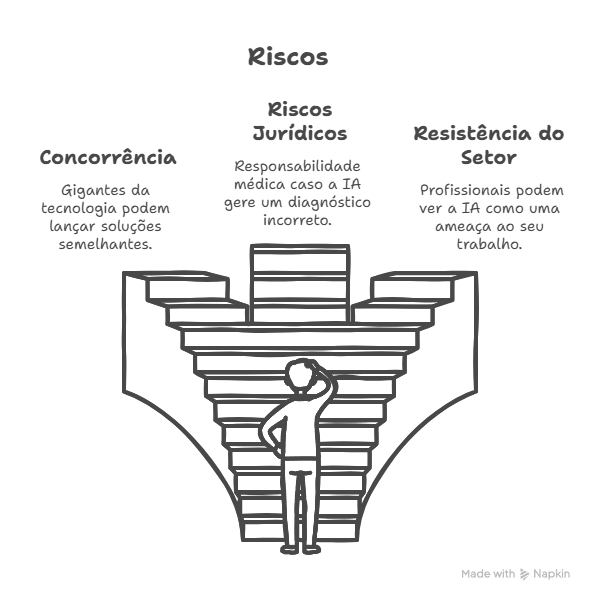 Riscos
Concorrência
Gigantes da
tecnologia podem
lançar soluções
semelhantes.
Riscos
Jurídicos
Responsabilidade
médica caso a IA
gere um diagnóstico
incorreto.
Resistência do
Setor
Profissionais podem
ver a IA como uma
ameaça ao seu
trabalho.
Made with Napkin